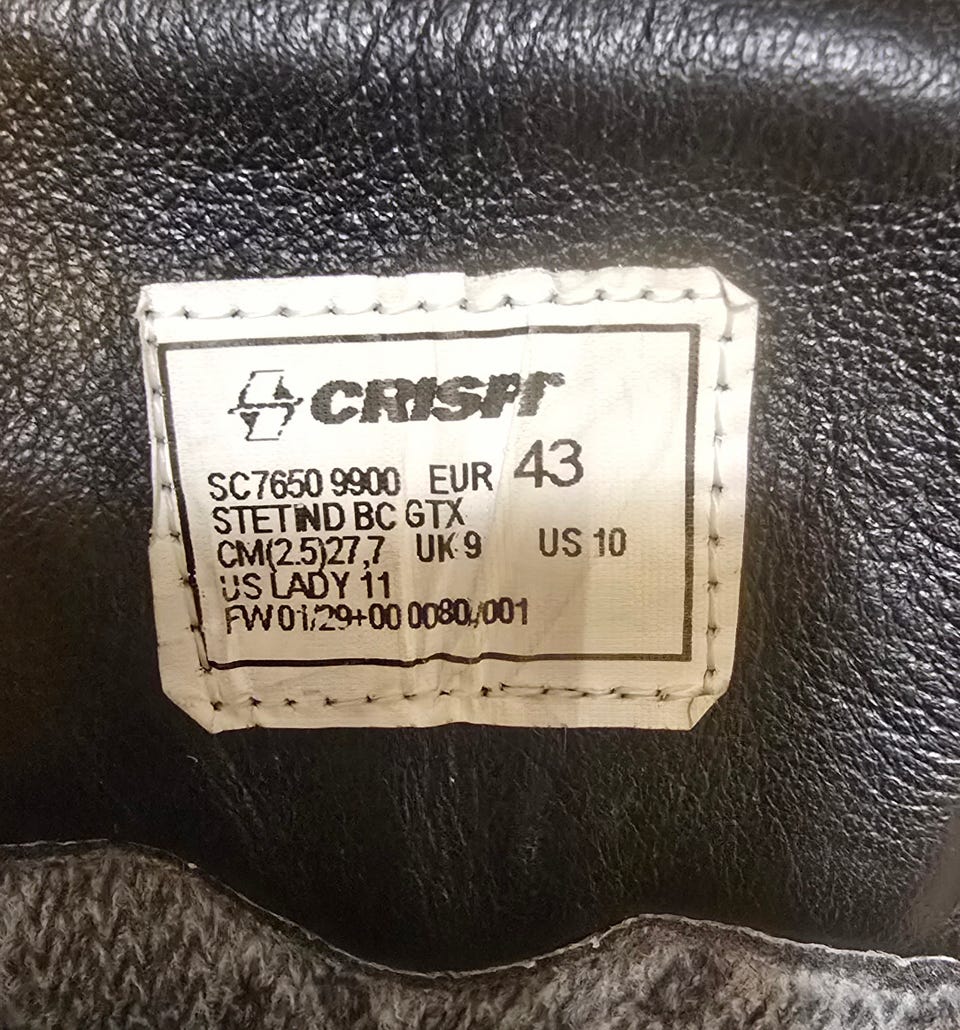 CRISPI
SC7650 9900 EUR 43
STETIND BC GTX
CM(2.5)27,7 UK 9 US 10
US LADY 11
FW 01/29+00 0080/001